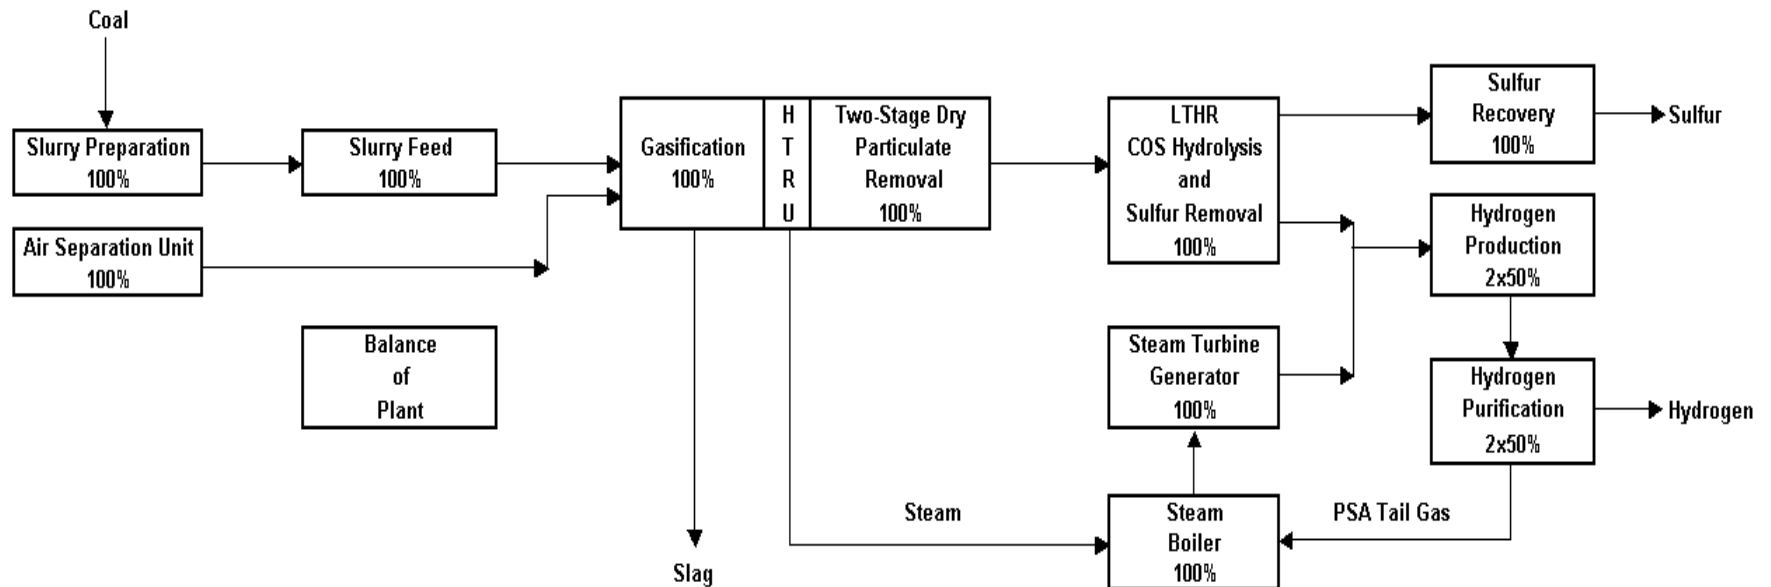 Coal
Slurry Preparation
100%
Slurry Feed
100%
Air Separation Unit
100%
Balance
of
Plant
Gasification
100%
H
T
R
U
Two-Stage Dry
Particulate
Removal
100%
LTHR
COS Hydrolysis
and
Sulfur Removal
100%
Sulfur
Recovery
100%
Sulfur
Hydrogen
Production
2x50%
Steam Turbine
Generator
100%
Hydrogen
Purification
2x50%
Hydrogen
Steam
Steam
Boiler
100%
PSA Tail Gas
Slag